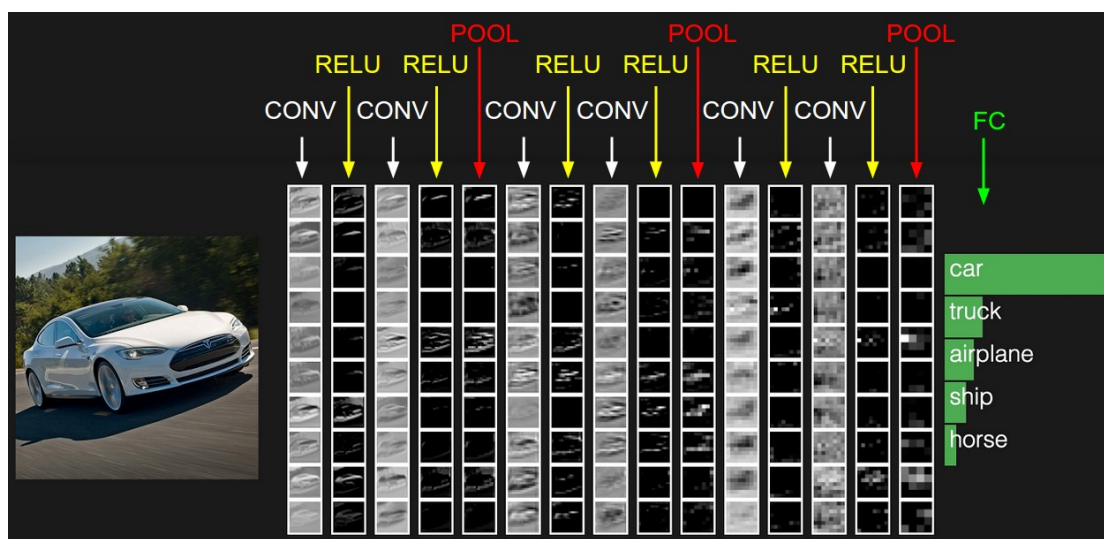 POOL POOL POOL
RELU RELU RELU RELU RELU RELU
CONV CONV CONV CONV CONV CONV
FC
car
truck
airplane
ship
horse